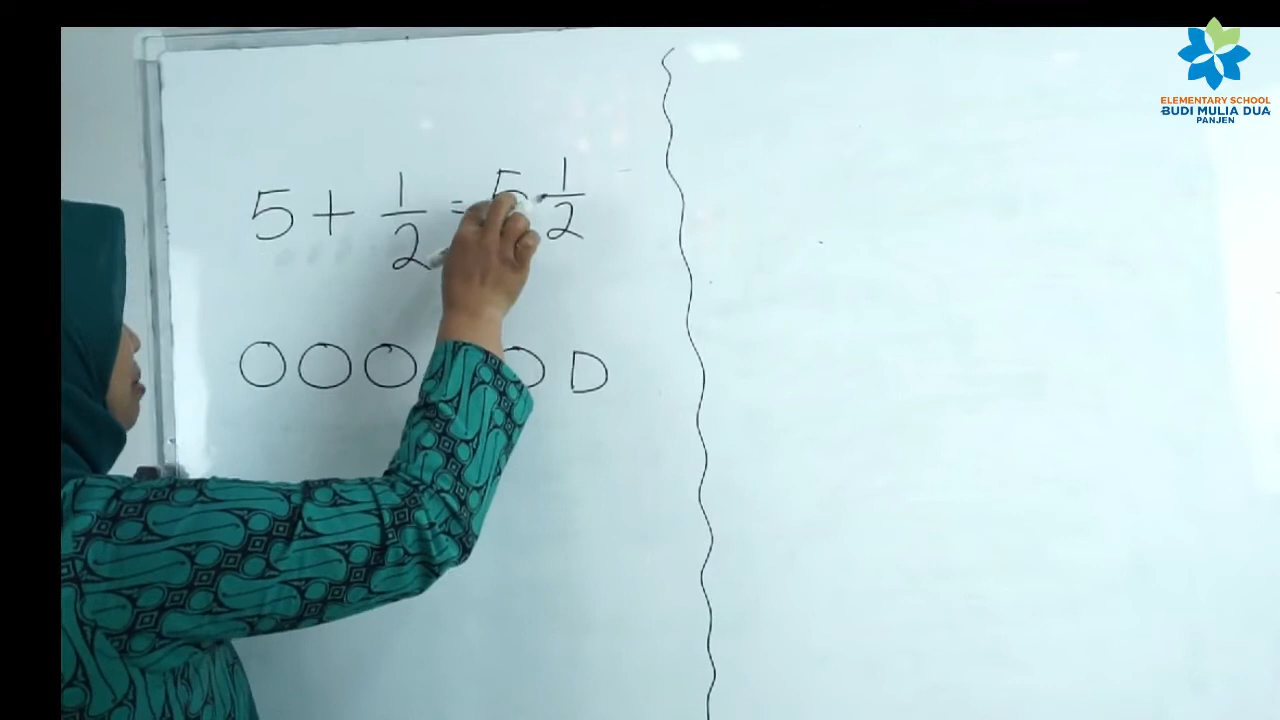 ELEMENTARY SCHOOL
BUDI MULIA DUA
PANJEN
5 + 1/2 = 5 1/2